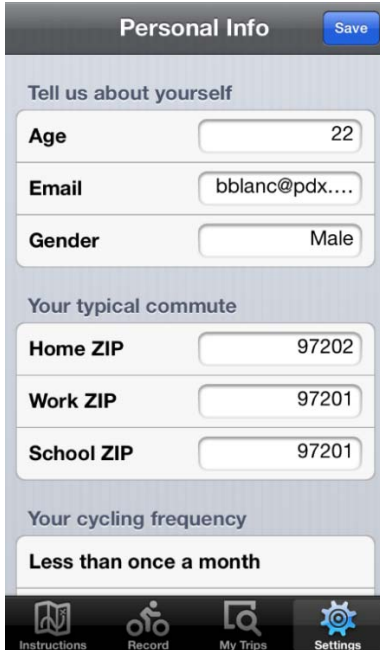 Personal Info Save
Tell us about yourself
Age 22
Email bblanc@pdx....
Gender Male
Your typical commute
Home ZIP 97202
Work ZIP 97201
School ZIP 97201
Your cycling frequency
Less than once a month
Instructions Record My Trips Settings